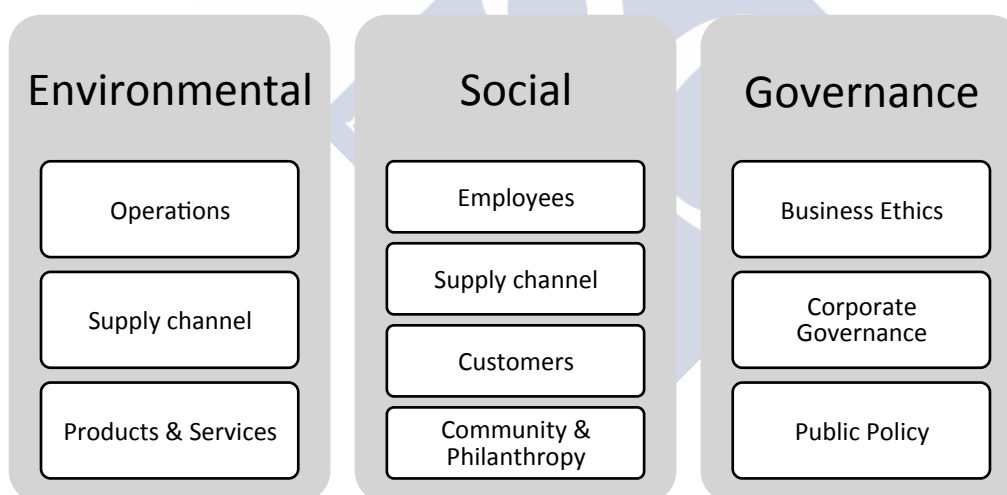 Environmental
Operations
Supply channel
Products & Services
Social
Employees
Supply channel
Customers
Community &
Philanthropy
Governance
Business Ethics
Corporate
Governance
Public Policy